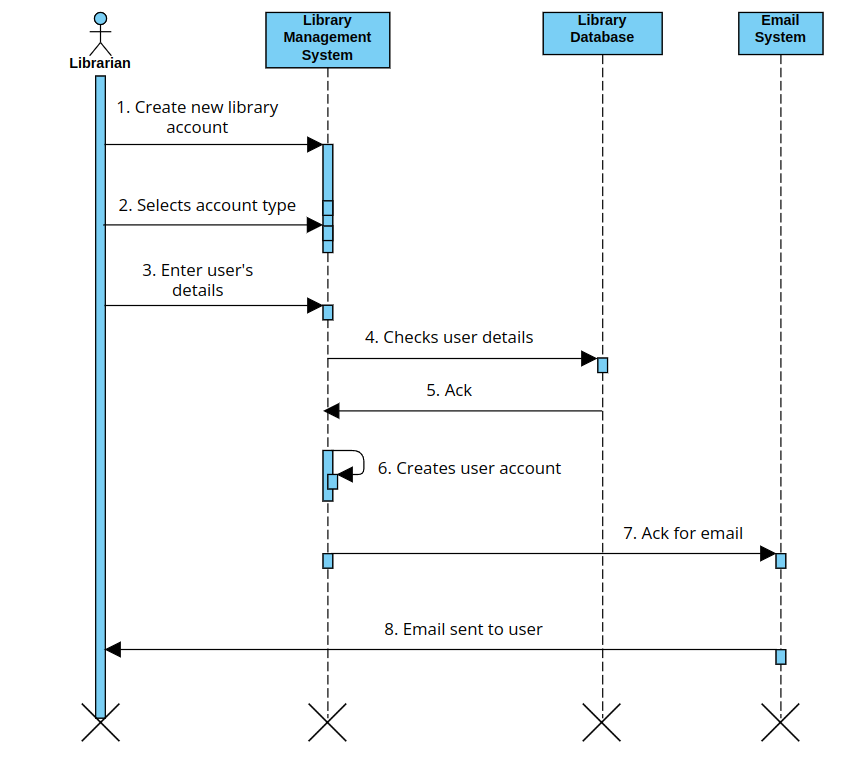 Librarian
Library
Management
System
Library
Database
Email
System
1. Create new library
account
2. Selects account type
3. Enter user's
details
4. Checks user details
5. Ack
6. Creates user account
7. Ack for email
8. Email sent to user